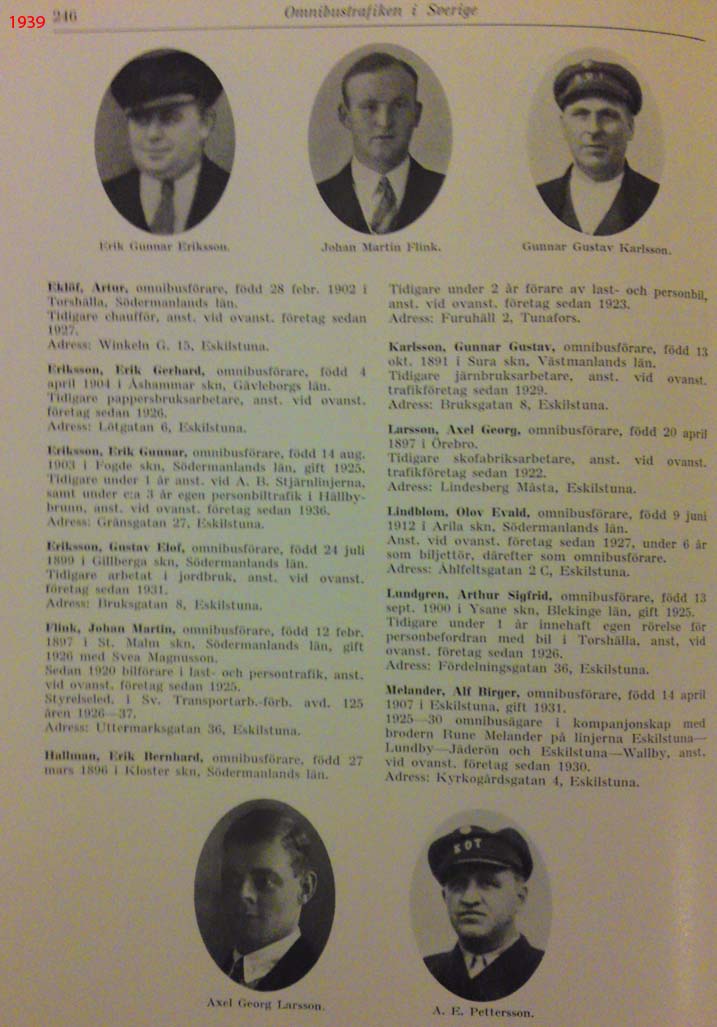 1939
246
Omnibustrafiken i Sverige
Erik Gunnar Eriksson.
Johan Martin Flink.
Gunnar Gustav Karlsson.
Eklöf, Artur, omnibusförare, född 28 febr. 1902 i
Torshälla, Södermanlands län.
Tidigare chaufför, anst. vid ovanst. företag sedan
1927.
Adress: Winkeln G. 15, Eskilstuna.
Eriksson, Erik Gerhard, omnibusförare, född 4
april 1904 i Åshammar skn, Gävleborgs län.
Tidigare pappersbruksarbetare, anst. vid ovanst.
företag sedan 1926.
Adress: Lötgatan 6, Eskilstuna.
Eriksson, Erik Gunnar, omnibusförare, född 14 aug.
1903 i Fogde skn, Södermanlands län, gift 1925.
Tidigare under 1 år anst. vid A. B. Stjärnlinjerna,
samt under c:a 3 år egen personbiltrafik i Hällby-
brunn, anst. vid ovanst. företag sedan 1936.
Adress: Gränsgatan 27, Eskilstuna.
Eriksson, Gustav Elof, omnibusförare, född 24 juli
1899 i Gillberga skn, Södermanlands län.
Tidigare arbetat i jordbruk, anst. vid ovanst.
företag sedan 1931.
Adress: Bruksgatan 8, Eskilstuna.
Flink, Johan Martin, omnibusförare, född 12 febr.
1897 i St. Malm skn, Södermanlands län, gift
1926 med Svea Magnusson.
Sedan 1920 bilförare i last- och persontrafik, anst.
vid ovanst. företag sedan 1925.
Styrelseled. i Sv. Transportarb.-förb. avd. 125
åren 1926—37.
Adress: Uttermarksgatan 36, Eskilstuna.
Hallman, Erik Bernhard, omnibusförare, född 27
mars 1896 i Kloster skn, Södermanlands län.
Tidigare under 2 år förare av last- och personbil,
anst. vid ovanst. företag sedan 1923.
Adress: Furuhäll 2, Tunafors.
Karlsson, Gunnar Gustav, omnibusförare, född 13
okt. 1891 i Sura skn, Västmanlands län.
Tidigare järnbruksarbetare, anst. vid ovanst.
trafikföretag sedan 1929.
Adress: Bruksgatan 8, Eskilstuna.
Larsson, Axel Georg, omnibusförare, född 20 april
1897 i Örebro.
Tidigare skofabriksarbetare, anst. vid ovanst.
trafikföretag sedan 1922.
Adress: Lindesberg Måsta, Eskilstuna.
Lindblom, Olov Evald, omnibusförare, född 9 juni
1912 i Ärila skn, Södermanlands län.
Anst. vid ovanst. företag sedan 1927, under 6 år
som biljettör, därefter som omnibusförare.
Adress: Ahlfeltsgatan 2 C, Eskilstuna.
Lundgren, Arthur Sigfrid, omnibusförare, född 13
sept. 1900 i Ysane skn, Blekinge län, gift 1925.
Tidigare under 1 år innehaft egen rörelse för
personbefordran med bil i Torshälla, anst, vid
ovanst. företag sedan 1926.
Adress: Fördelningsgatan 36, Eskilstuna.
Melander, Alf Birger, omnibusförare, född 14 april
1907 i Eskilstuna, gift 1931.
1925—30 omnibusägare i kompanjonskap med
brodern Rune Melander på linjerna Eskilstuna—
Lundby—Jäderön och Eskilstuna—Wallby, anst.
vid ovanst. företag sedan 1930.
Adress: Kyrkogårdsgatan 4, Eskilstuna.
KOT
Axel Georg Larsson.
A. E. Pettersson.